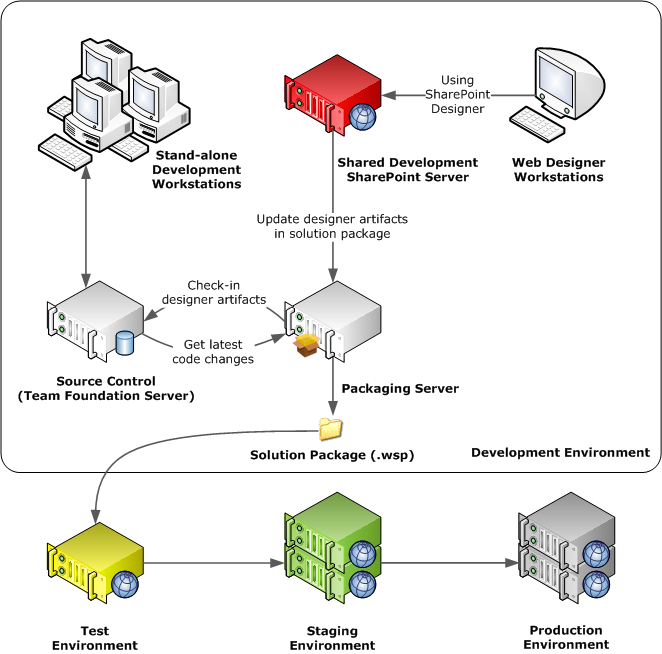 Using
SharePoint
Designer
Stand-alone
Development
Workstations
Shared Development
SharePoint Server
Web Designer
Workstations
Update designer artifacts
in solution package
Check-in
designer artifacts
Get latest
code changes
Source Control
(Team Foundation Server)
Packaging Server
Solution Package (.wsp)
Development Environment
Test
Environment
Staging
Environment
Production
Environment